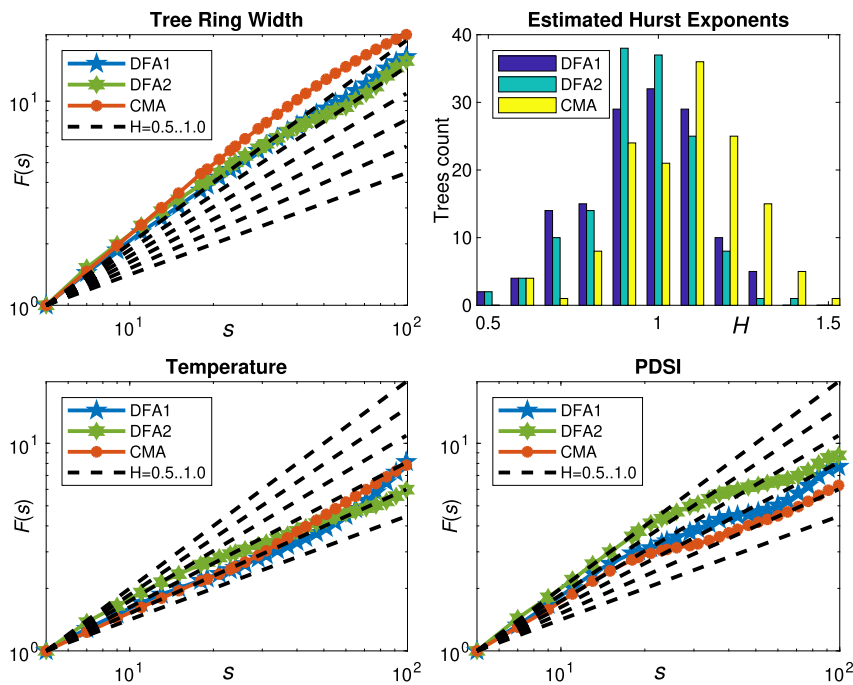 Tree Ring Width
DFA1
DFA2
CMA
H=0.5..1.0
F(s)
10^1
10^0
10^1
s
10^2
Estimated Hurst Exponents
DFA1
DFA2
CMA
Trees count
40
30
20
10
0
0.5
1
H
1.5
Temperature
DFA1
DFA2
CMA
H=0.5..1.0
F(s)
10^1
10^0
10^1
s
10^2
PDSI
DFA1
DFA2
CMA
H=0.5..1.0
F(s)
10^1
10^0
10^1
s
10^2